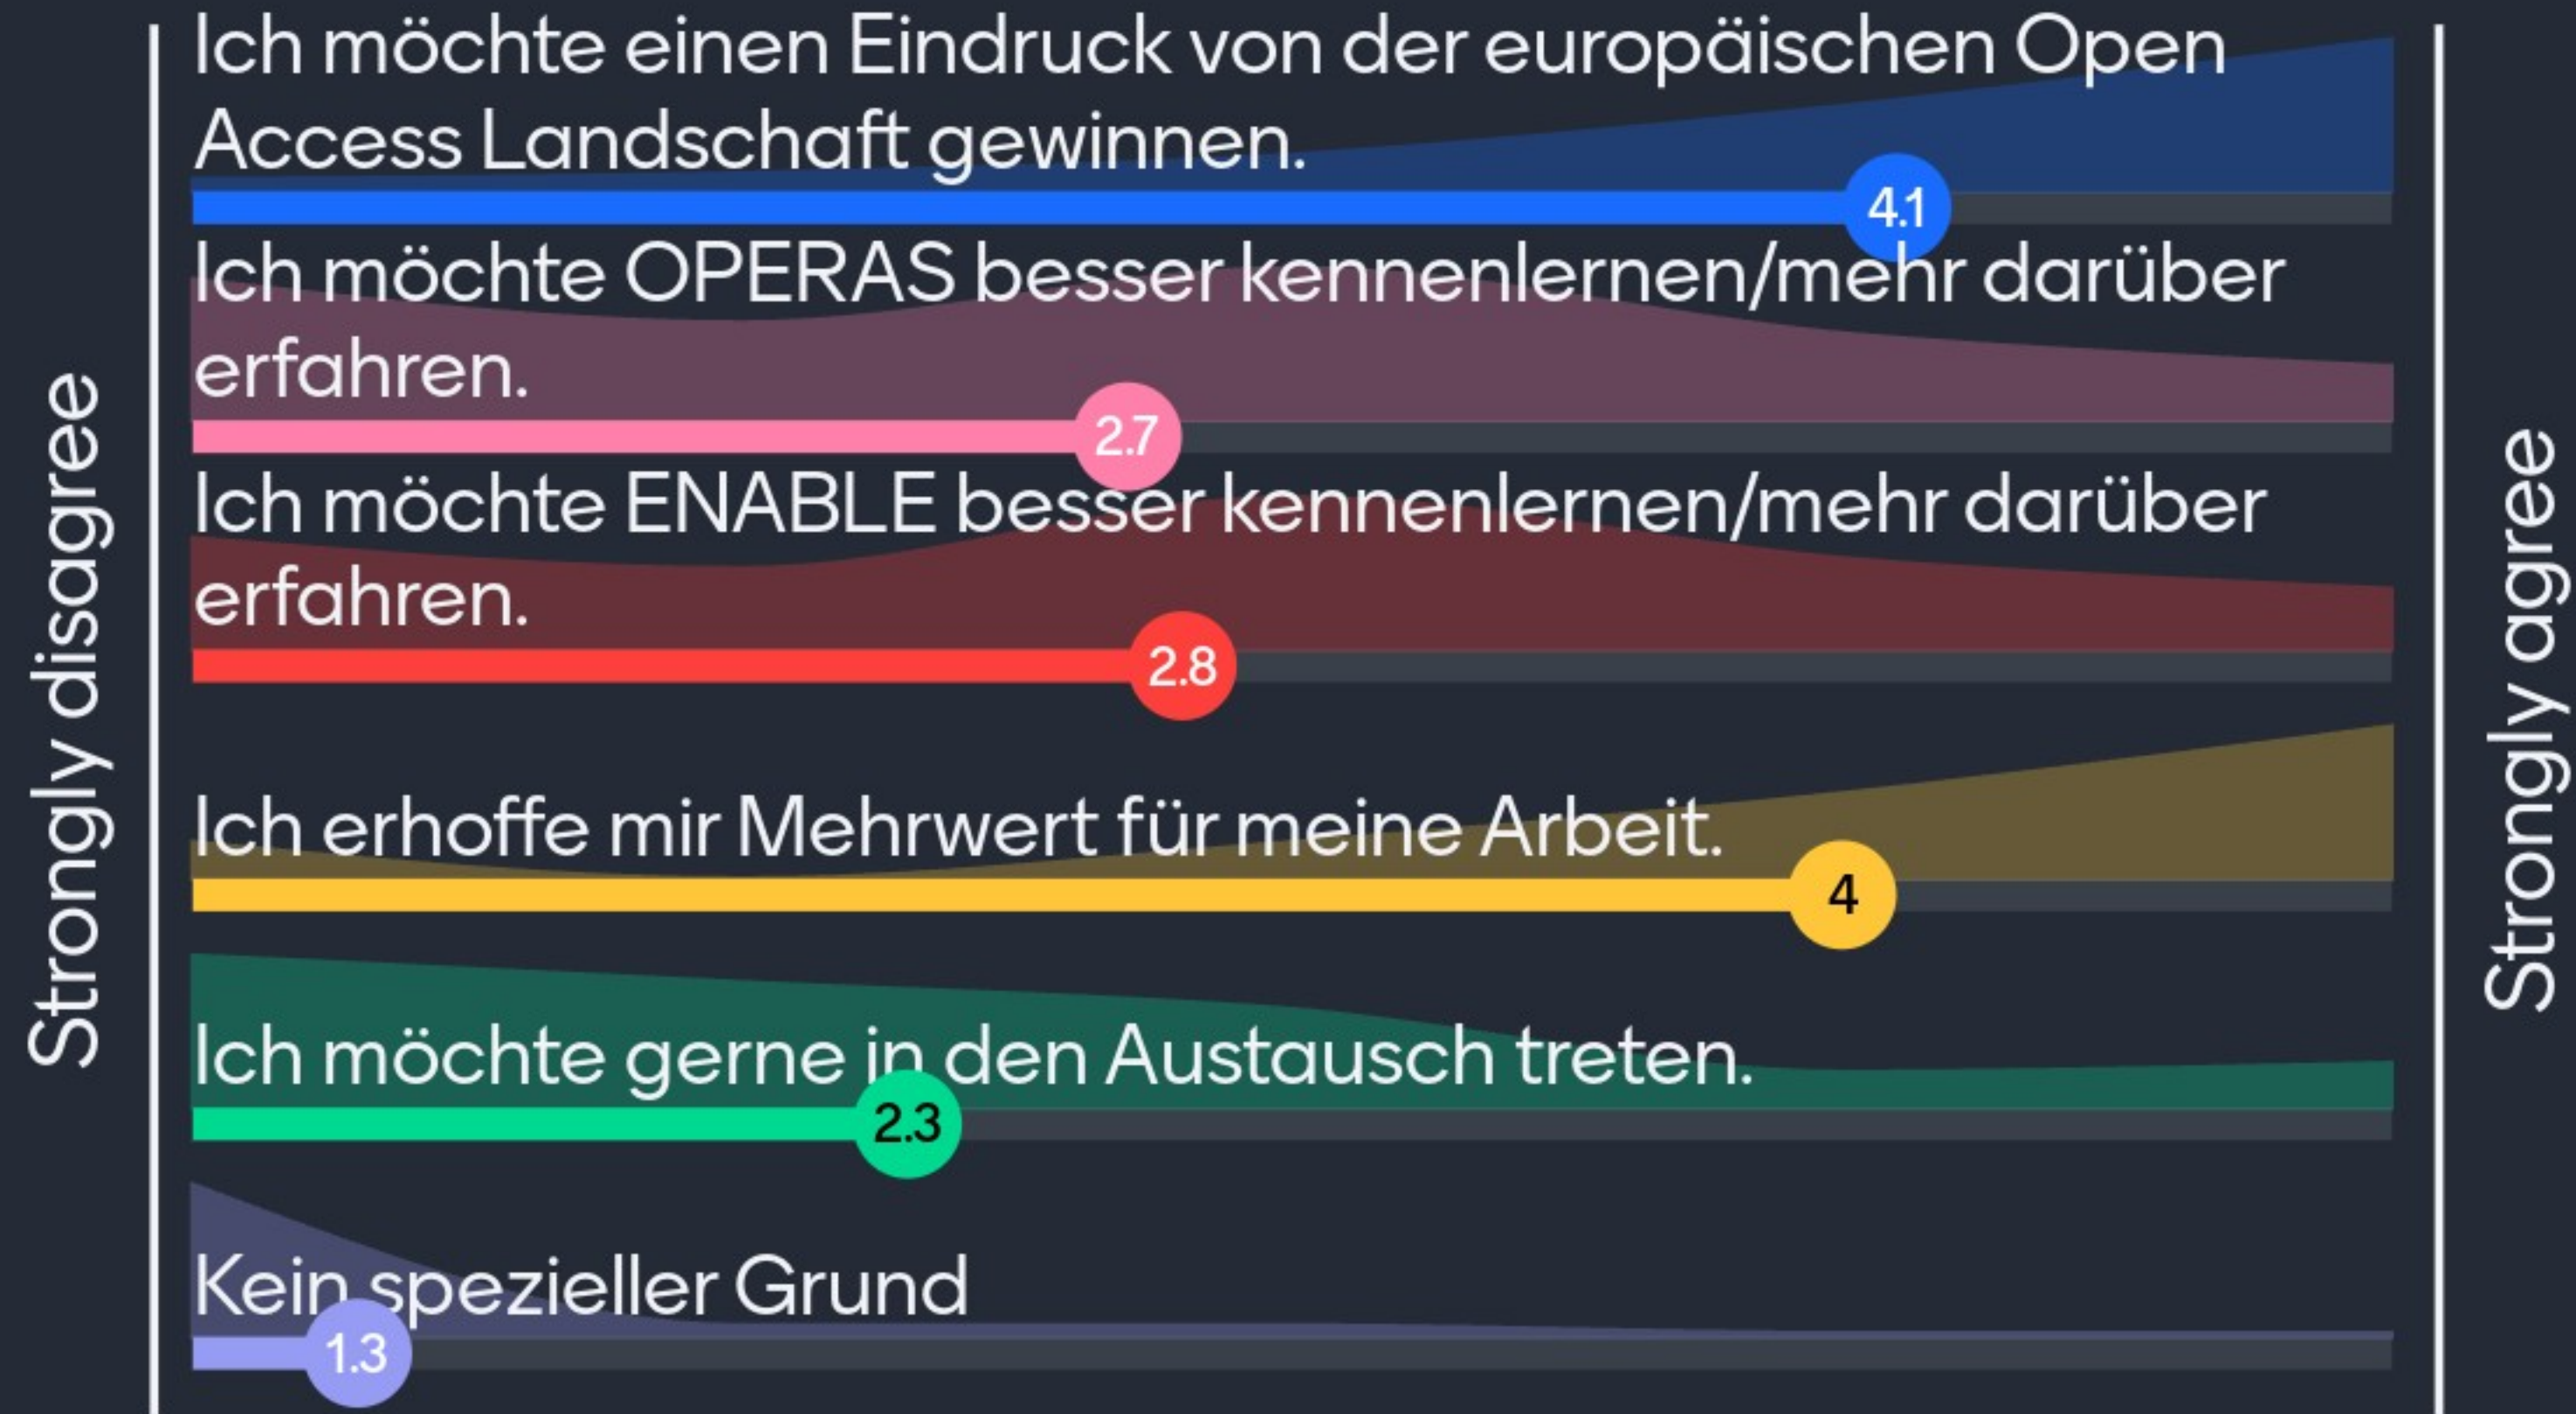 Ich möchte einen Eindruck von der europäischen Open
Access Landschaft gewinnen.
4.1
Ich möchte OPERAS besser kennenlernen/mehr darüber
erfahren.
2.7
Ich möchte ENABLE besser kennenlernen/mehr darüber
erfahren.
2.8
Ich erhoffe mir Mehrwert für meine Arbeit.
4
Ich möchte gerne in den Austausch treten.
2.3
Kein spezieller Grund
1.3
Strongly disagree
Strongly agree